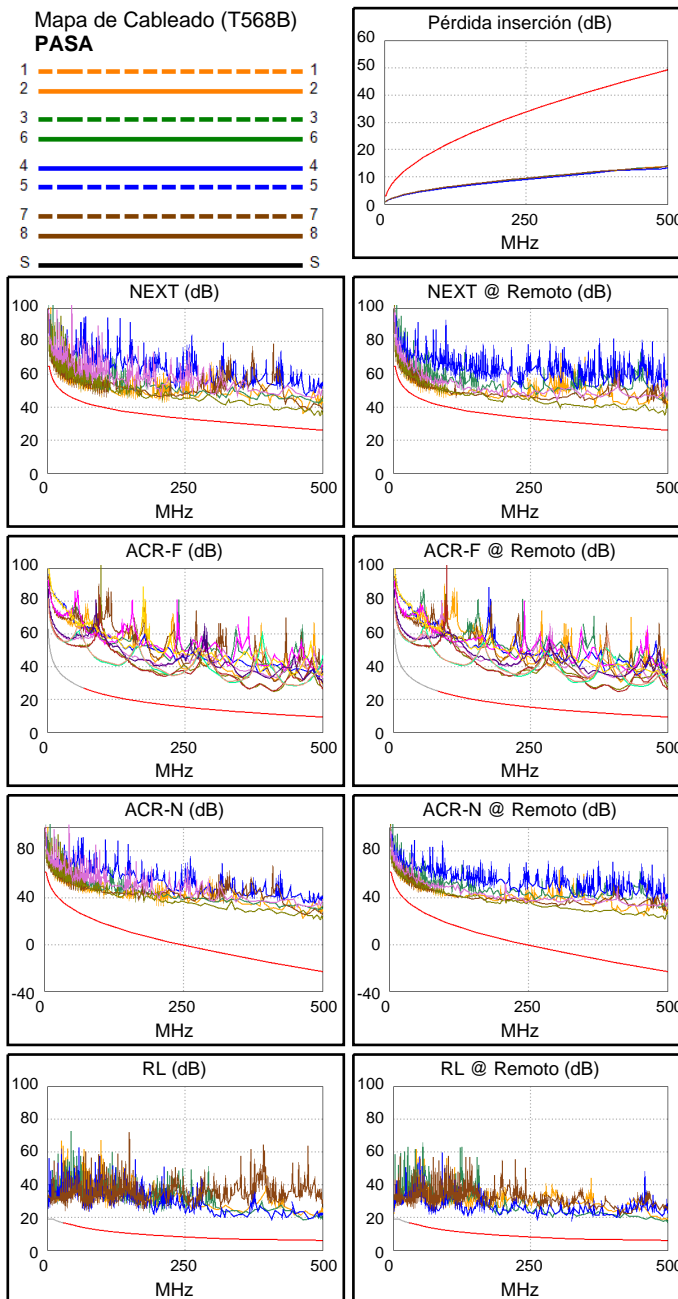 Mapa de Cableado (T568B)
PASA
1 1
2 2
3 3
6 6
4 4
5 5
7 7
8 8
S S
Pérdida inserción (dB)
60
50
40
30
20
10
0
0 250 500
MHz
NEXT (dB)
100
80
60
40
20
0
0 250 500
MHz
NEXT @ Remoto (dB)
100
80
60
40
20
0
0 250 500
MHz
ACR-F (dB)
100
80
60
40
20
0
0 250 500
MHz
ACR-F @ Remoto (dB)
100
80
60
40
20
0
0 250 500
MHz
ACR-N (dB)
80
40
0
-40
0 250 500
MHz
ACR-N @ Remoto (dB)
80
40
0
-40
0 250 500
MHz
RL (dB)
100
80
60
40
20
0
0 250 500
MHz
RL @ Remoto (dB)
100
80
60
40
20
0
0 250 500
MHz